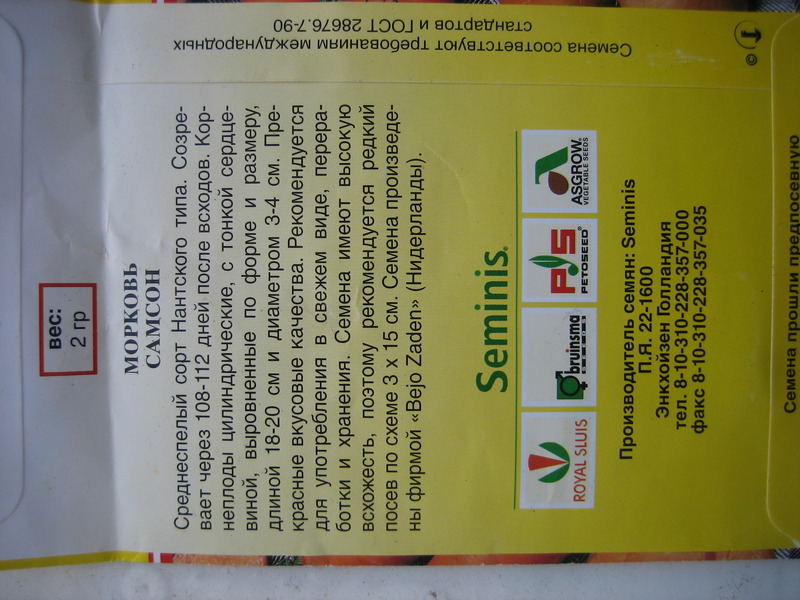 вес:
2 гр
МОРКОВЬ
САМСОН
Среднеспелый сорт Нантского типа. Созре-
вает через 108-112 дней после всходов. Кор-
неплоды цилиндрические, с тонкой сердце-
виной, выровненные по форме и размеру,
длиной 18-20 см и диаметром 3-4 см. Пре-
красные вкусовые качества. Рекомендуется
для употребления в свежем виде, перера-
ботки и хранения. Семена имеют высокую
всхожесть, поэтому рекомендуется редкий
посев по схеме 3 х 15 см. Семена произведе-
ны фирмой «Bejo Zaden» (Нидерланды).
Seminis®
ROYAL SLUIS
bruinsma
PS
PETOSEED®
ASGROW
VEGETABLE SEEDS
Производитель семян: Seminis
П.Я. 22-1600
Энкхойзен Голландия
тел. 8-10-310-228-357-000
факс 8-10-310-228-357-035
Семена прошли предпосевную
Семена соответствуют требованиям международных
стандартов и ГОСТ 28676.7-90
©